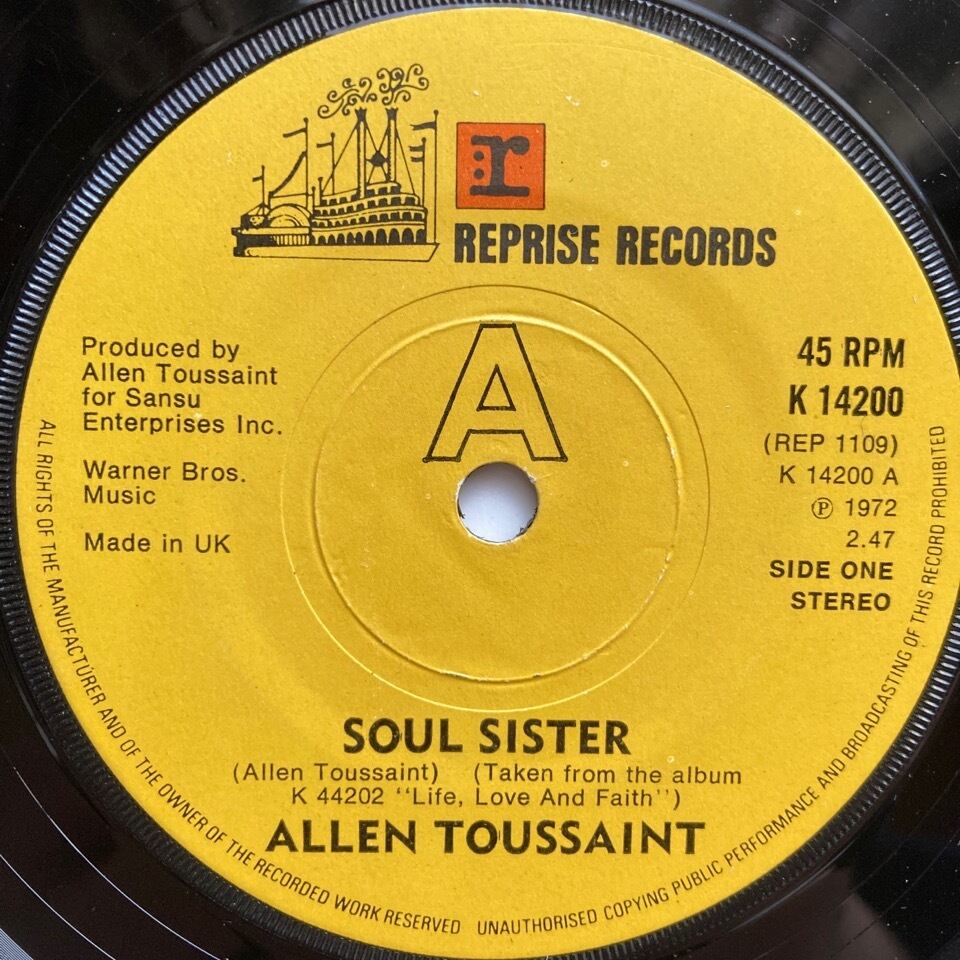 r
REPRISE RECORDS
A
Produced by
Allen Toussaint
for Sansu
Enterprises Inc.
Warner Bros.
Music
Made in UK
45 RPM
K 14200
(REP 1109)
K 14200 A
℗ 1972
2.47
SIDE ONE
STEREO
SOUL SISTER
(Allen Toussaint) (Taken from the album
K 44202 "Life, Love And Faith")
ALLEN TOUSSAINT
ALL RIGHTS OF THE MANUFACTURER AND OF THE OWNER OF THE RECORDED WORK RESERVED UNAUTHORISED COPYING PUBLIC PERFORMANCE AND BROADCASTING OF THIS RECORD PROHIBITED